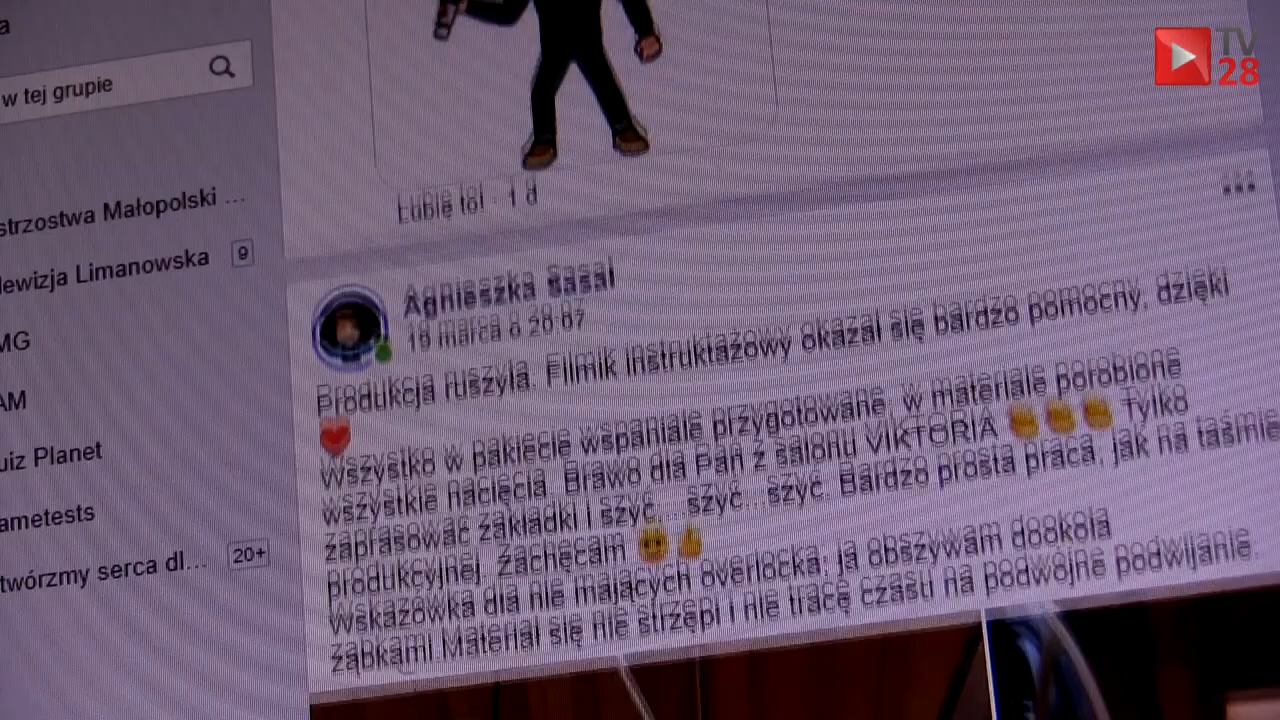 TV
28
w tej grupie
strzostwa Małopolski ...
lewizja Limanowska 9
MG
AM
uiz Planet
ametests
twórzmy serca dl... 20+
Lubię to! · 1 d
Agnieszka Sasal
19 marca o 20:07
Produkcja ruszyła. Filmik instruktażowy okazał się bardzo pomocny, dzięki
❤
Wszystko w pakiecie wspaniale przygotowane, w materiale porobione
wszystkie nacięcia. Brawo dla Pań z salonu VIKTORIA 👏👏👏 Tylko
zaprasować zakładki i szyć....szyć...szyć. Bardzo prosta praca, jak na taśmie
produkcyjnej. Zachęcam 😀👍
Wskazówka dla nie mających overlocka: ja obszywam dookoła
ząbkami.Materiał się nie strzępi i nie tracę czasu na podwójne podwijanie.